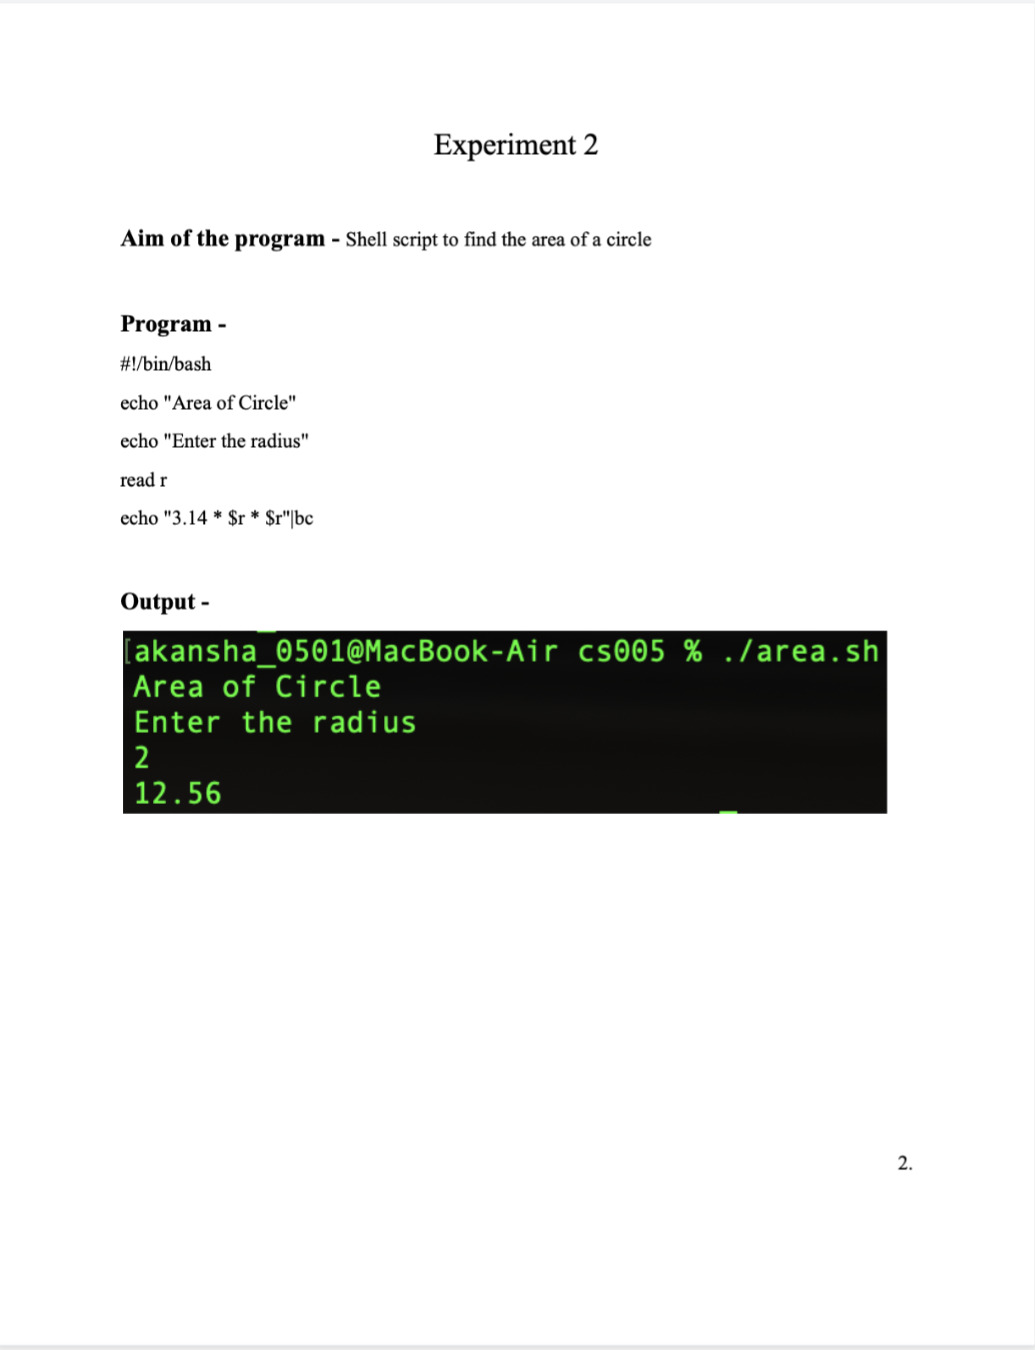 Experiment 2
Aim of the program - Shell script to find the area of a circle
Program -
#!/bin/bash
echo "Area of Circle"
echo "Enter the radius"
read r
echo "3.14 * $r * $r"|bc
Output -
[akansha_0501@MacBook-Air cs005 % ./area.sh
Area of Circle
Enter the radius
2
12.56
2.